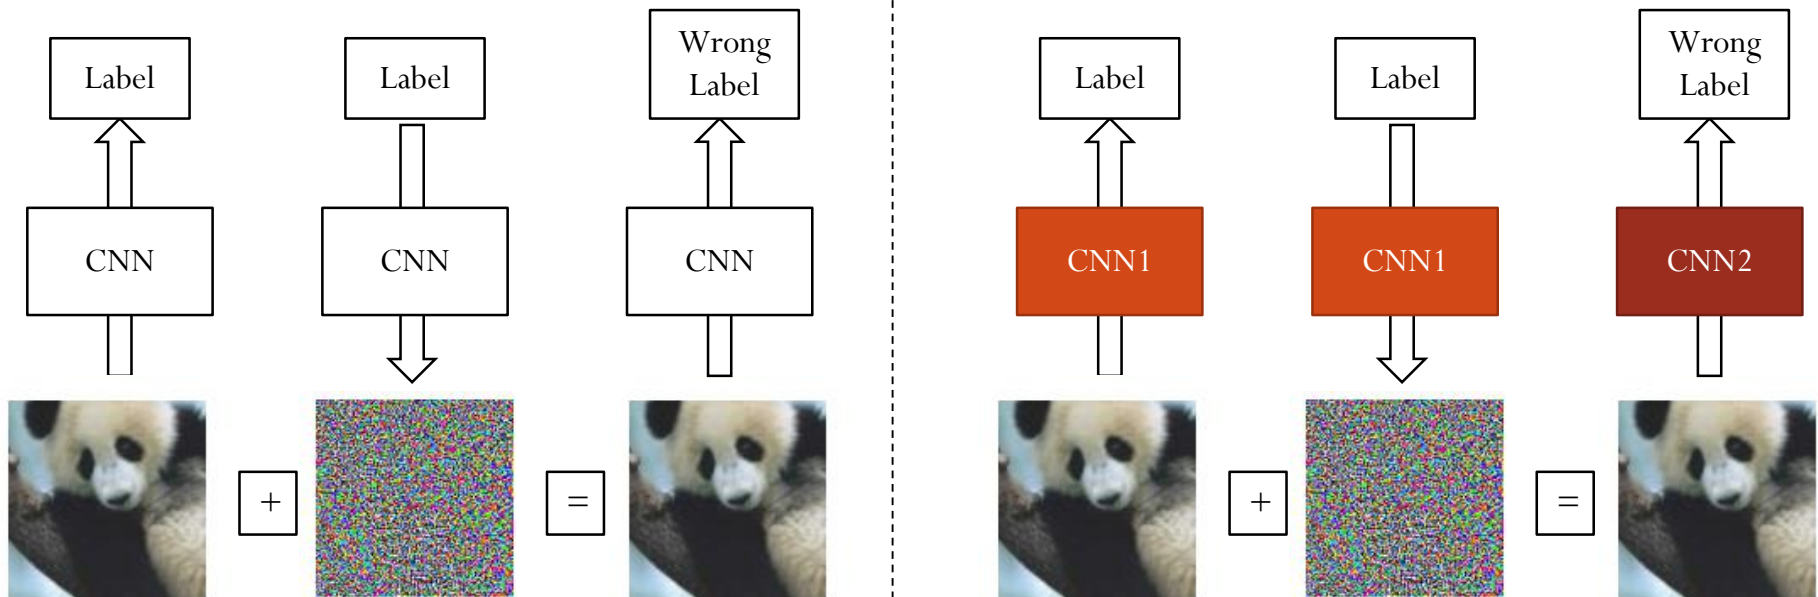 Label
Label
Wrong
Label
CNN
CNN
CNN
+
=
Label
Label
Wrong
Label
CNN1
CNN1
CNN2
+
=